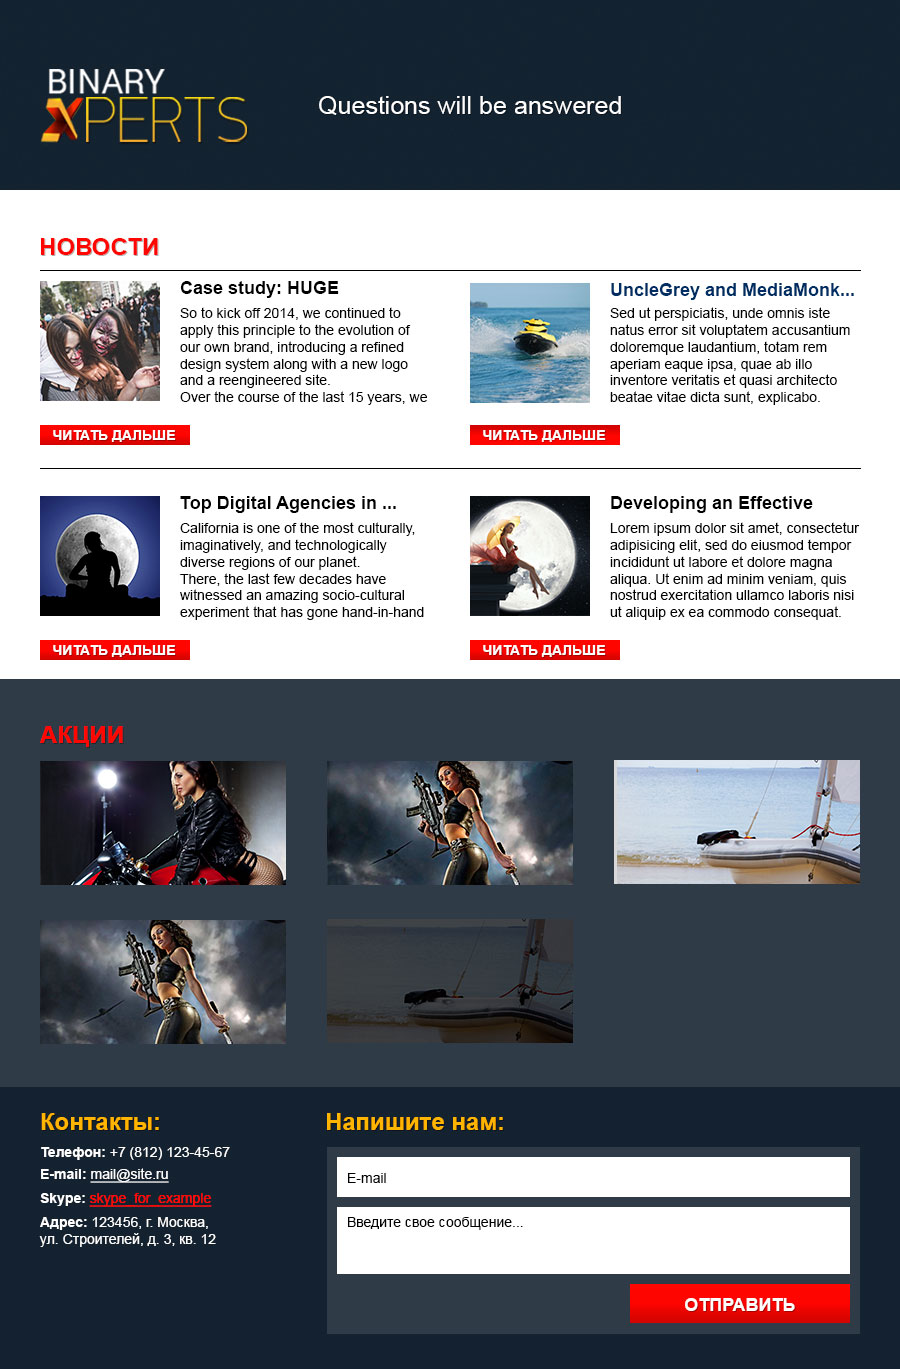 BINARY
XPERTS
Questions will be answered
НОВОСТИ
Case study: HUGE
So to kick off 2014, we continued to
apply this principle to the evolution of
our own brand, introducing a refined
design system along with a new logo
and a reengineered site.
Over the course of the last 15 years, we
ЧИТАТЬ ДАЛЬШЕ
UncleGrey and MediaMonk...
Sed ut perspiciatis, unde omnis iste
natus error sit voluptatem accusantium
doloremque laudantium, totam rem
aperiam eaque ipsa, quae ab illo
inventore veritatis et quasi architecto
beatae vitae dicta sunt, explicabo.
ЧИТАТЬ ДАЛЬШЕ
Top Digital Agencies in ...
California is one of the most culturally,
imaginatively, and technologically
diverse regions of our planet.
There, the last few decades have
witnessed an amazing socio-cultural
experiment that has gone hand-in-hand
ЧИТАТЬ ДАЛЬШЕ
Developing an Effective
Lorem ipsum dolor sit amet, consectetur
adipisicing elit, sed do eiusmod tempor
incididunt ut labore et dolore magna
aliqua. Ut enim ad minim veniam, quis
nostrud exercitation ullamco laboris nisi
ut aliquip ex ea commodo consequat.
ЧИТАТЬ ДАЛЬШЕ
АКЦИИ
Контакты:
Телефон: +7 (812) 123-45-67
E-mail: mail@site.ru
Skype: skype_for_example
Адрес: 123456, г. Москва,
ул. Строителей, д. 3, кв. 12
Напишите нам:
E-mail
Введите свое сообщение...
ОТПРАВИТЬ